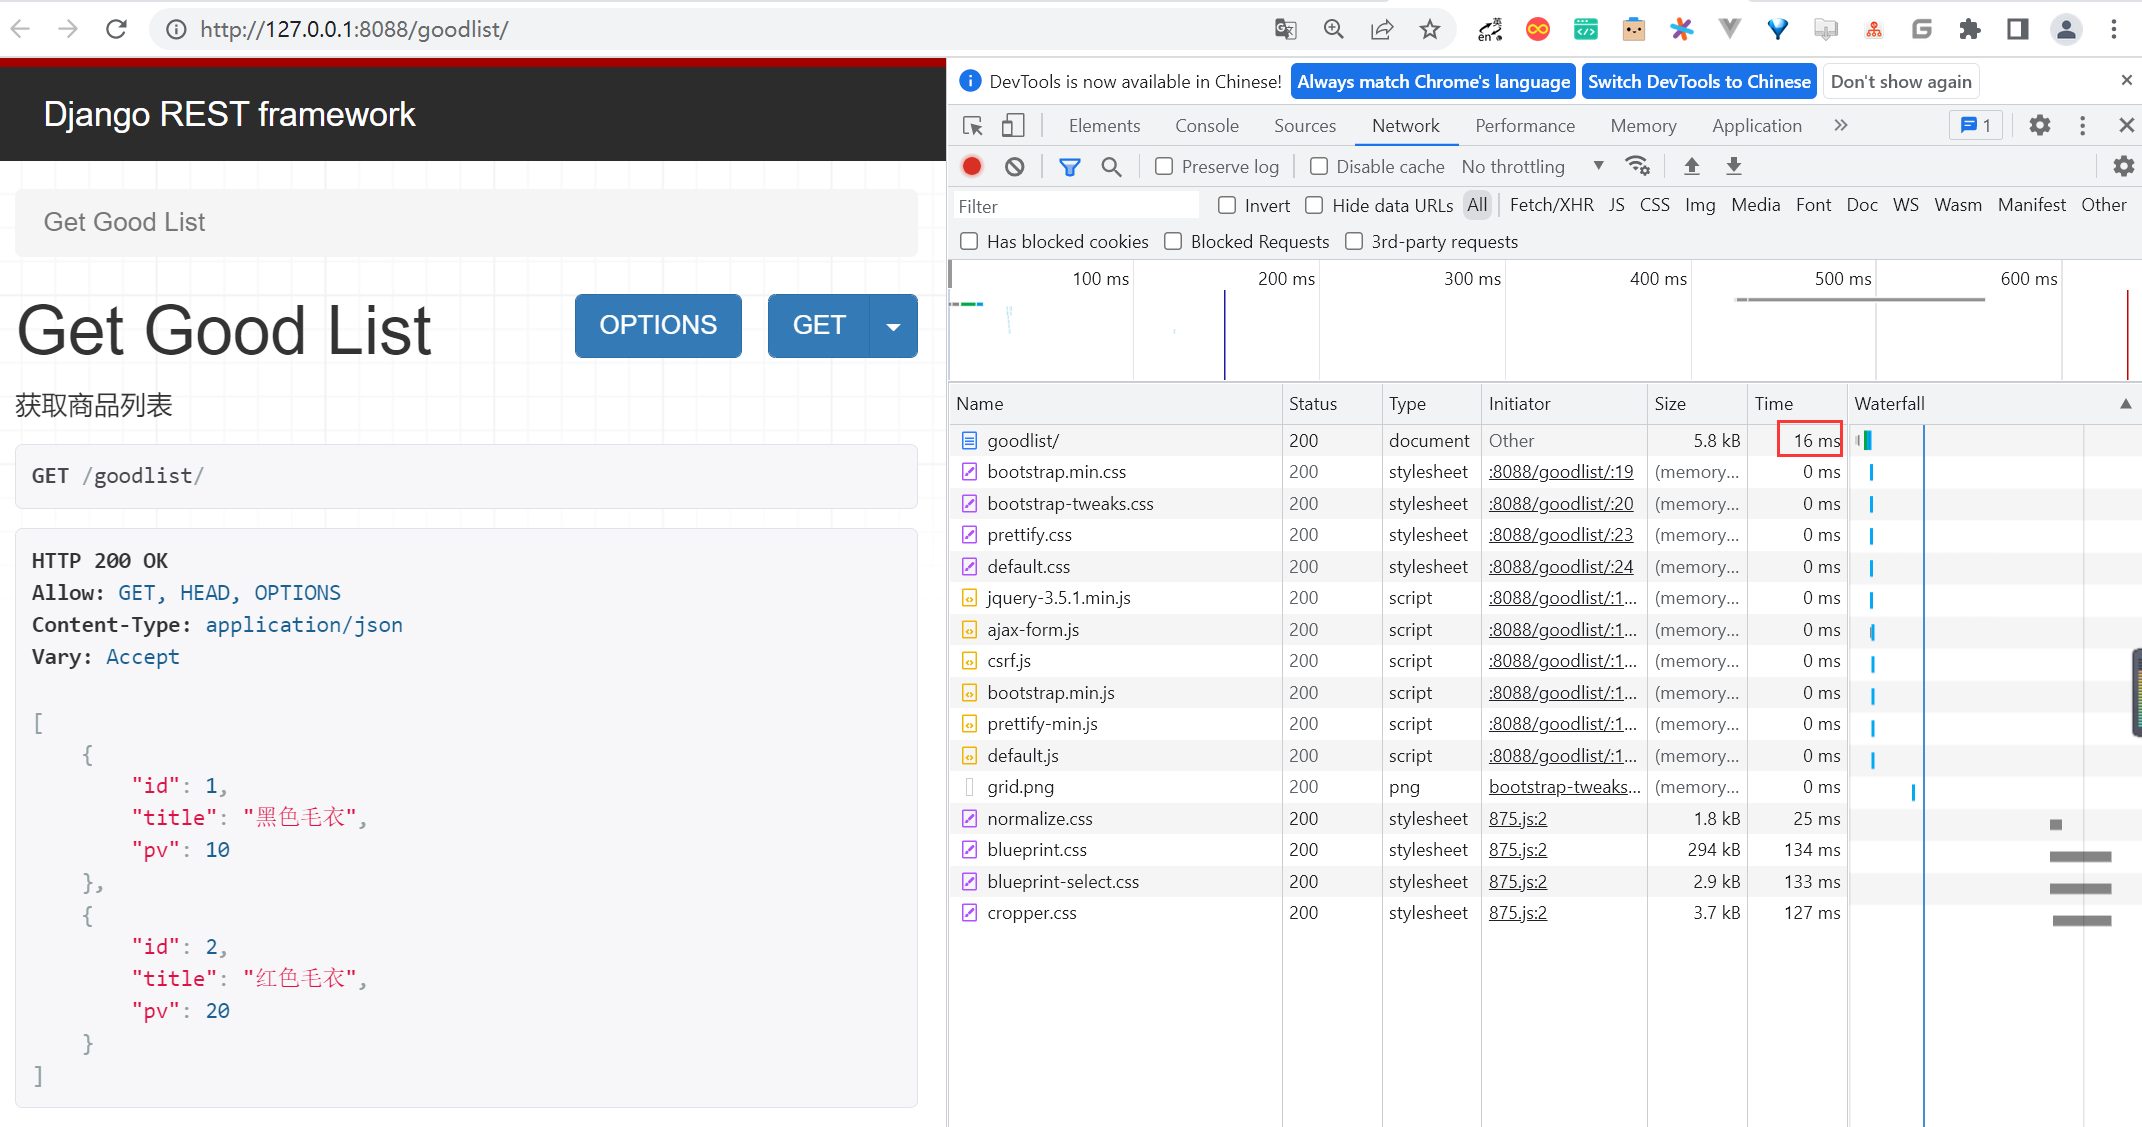 http://127.0.0.1:8088/goodlist/
Django REST framework
Get Good List
Get Good List
OPTIONS
GET
获取商品列表
GET /goodlist/
HTTP 200 OK
Allow: GET, HEAD, OPTIONS
Content-Type: application/json
Vary: Accept
[
{
"id": 1,
"title": "黑色毛衣",
"pv": 10
},
{
"id": 2,
"title": "红色毛衣",
"pv": 20
}
]
DevTools is now available in Chinese! Always match Chrome's language Switch DevTools to Chinese Don't show again
Elements Console Sources Network Performance Memory Application 1
Preserve log Disable cache No throttling
Filter Invert Hide data URLs All Fetch/XHR JS CSS Img Media Font Doc WS Wasm Manifest Other
Has blocked cookies Blocked Requests 3rd-party requests
100 ms 200 ms 300 ms 400 ms 500 ms 600 ms
Name Status Type Initiator Size Time Waterfall
goodlist/ 200 document Other 5.8 kB 16 ms
bootstrap.min.css 200 stylesheet :8088/goodlist/:19 (memory... 0 ms
bootstrap-tweaks.css 200 stylesheet :8088/goodlist/:20 (memory... 0 ms
prettify.css 200 stylesheet :8088/goodlist/:23 (memory... 0 ms
default.css 200 stylesheet :8088/goodlist/:24 (memory... 0 ms
jquery-3.5.1.min.js 200 script :8088/goodlist/:1... (memory... 0 ms
ajax-form.js 200 script :8088/goodlist/:1... (memory... 0 ms
csrf.js 200 script :8088/goodlist/:1... (memory... 0 ms
bootstrap.min.js 200 script :8088/goodlist/:1... (memory... 0 ms
prettify-min.js 200 script :8088/goodlist/:1... (memory... 0 ms
default.js 200 script :8088/goodlist/:1... (memory... 0 ms
grid.png 200 png bootstrap-tweaks... (memory... 0 ms
normalize.css 200 stylesheet 875.js:2 1.8 kB 25 ms
blueprint.css 200 stylesheet 875.js:2 294 kB 134 ms
blueprint-select.css 200 stylesheet 875.js:2 2.9 kB 133 ms
cropper.css 200 stylesheet 875.js:2 3.7 kB 127 ms